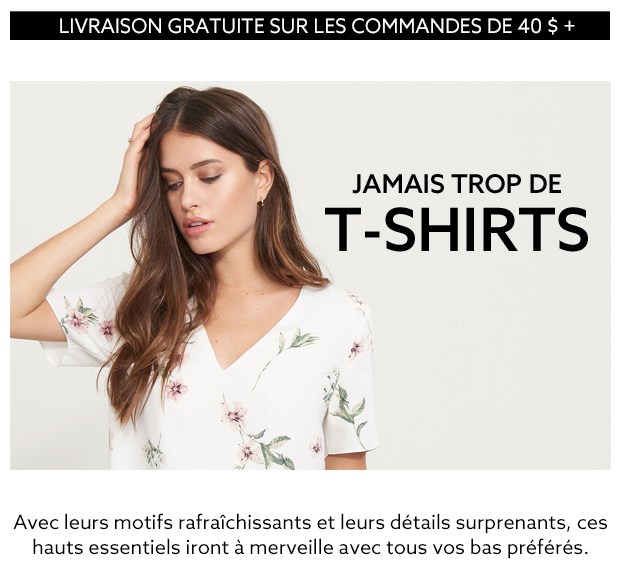 LIVRAISON GRATUITE SUR LES COMMANDES DE 40 $ +
JAMAIS TROP DE
T-SHIRTS
Avec leurs motifs rafraîchissants et leurs détails surprenants, ces
hauts essentiels iront à merveille avec tous vos bas préférés.